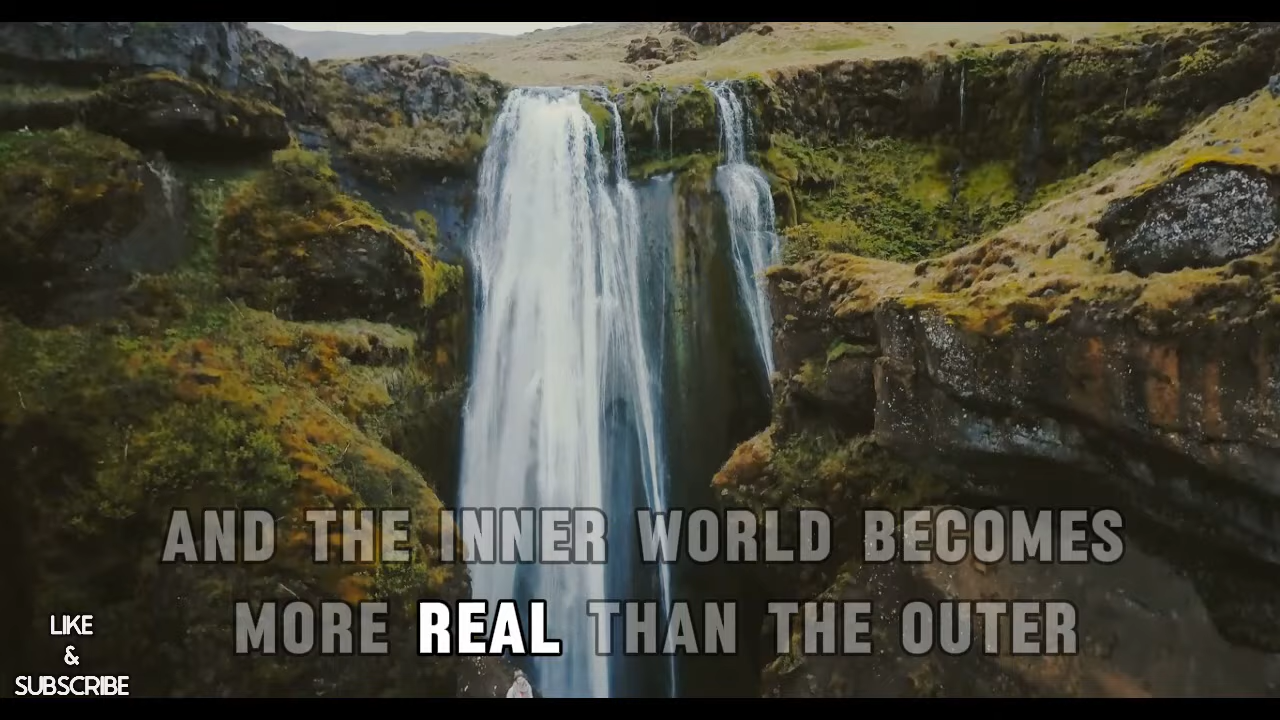 AND THE INNER WORLD BECOMES
MORE REAL THAN THE OUTER
LIKE
&
SUBSCRIBE